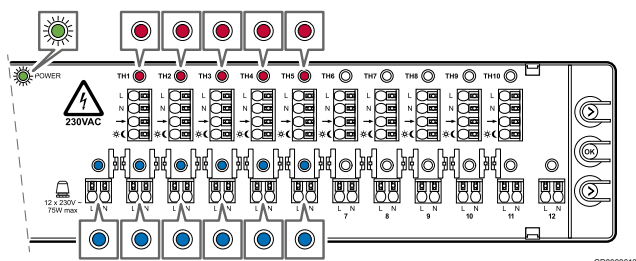 POWER TH1 TH2 TH3 TH4 TH5 TH6 TH7 TH8 TH9 TH10
L
N
230VAC
OK
12 x 230V ~
75W max
L N L N L N L N L N L N L N L N L N L N L N L N
7 8 9 10 11 12